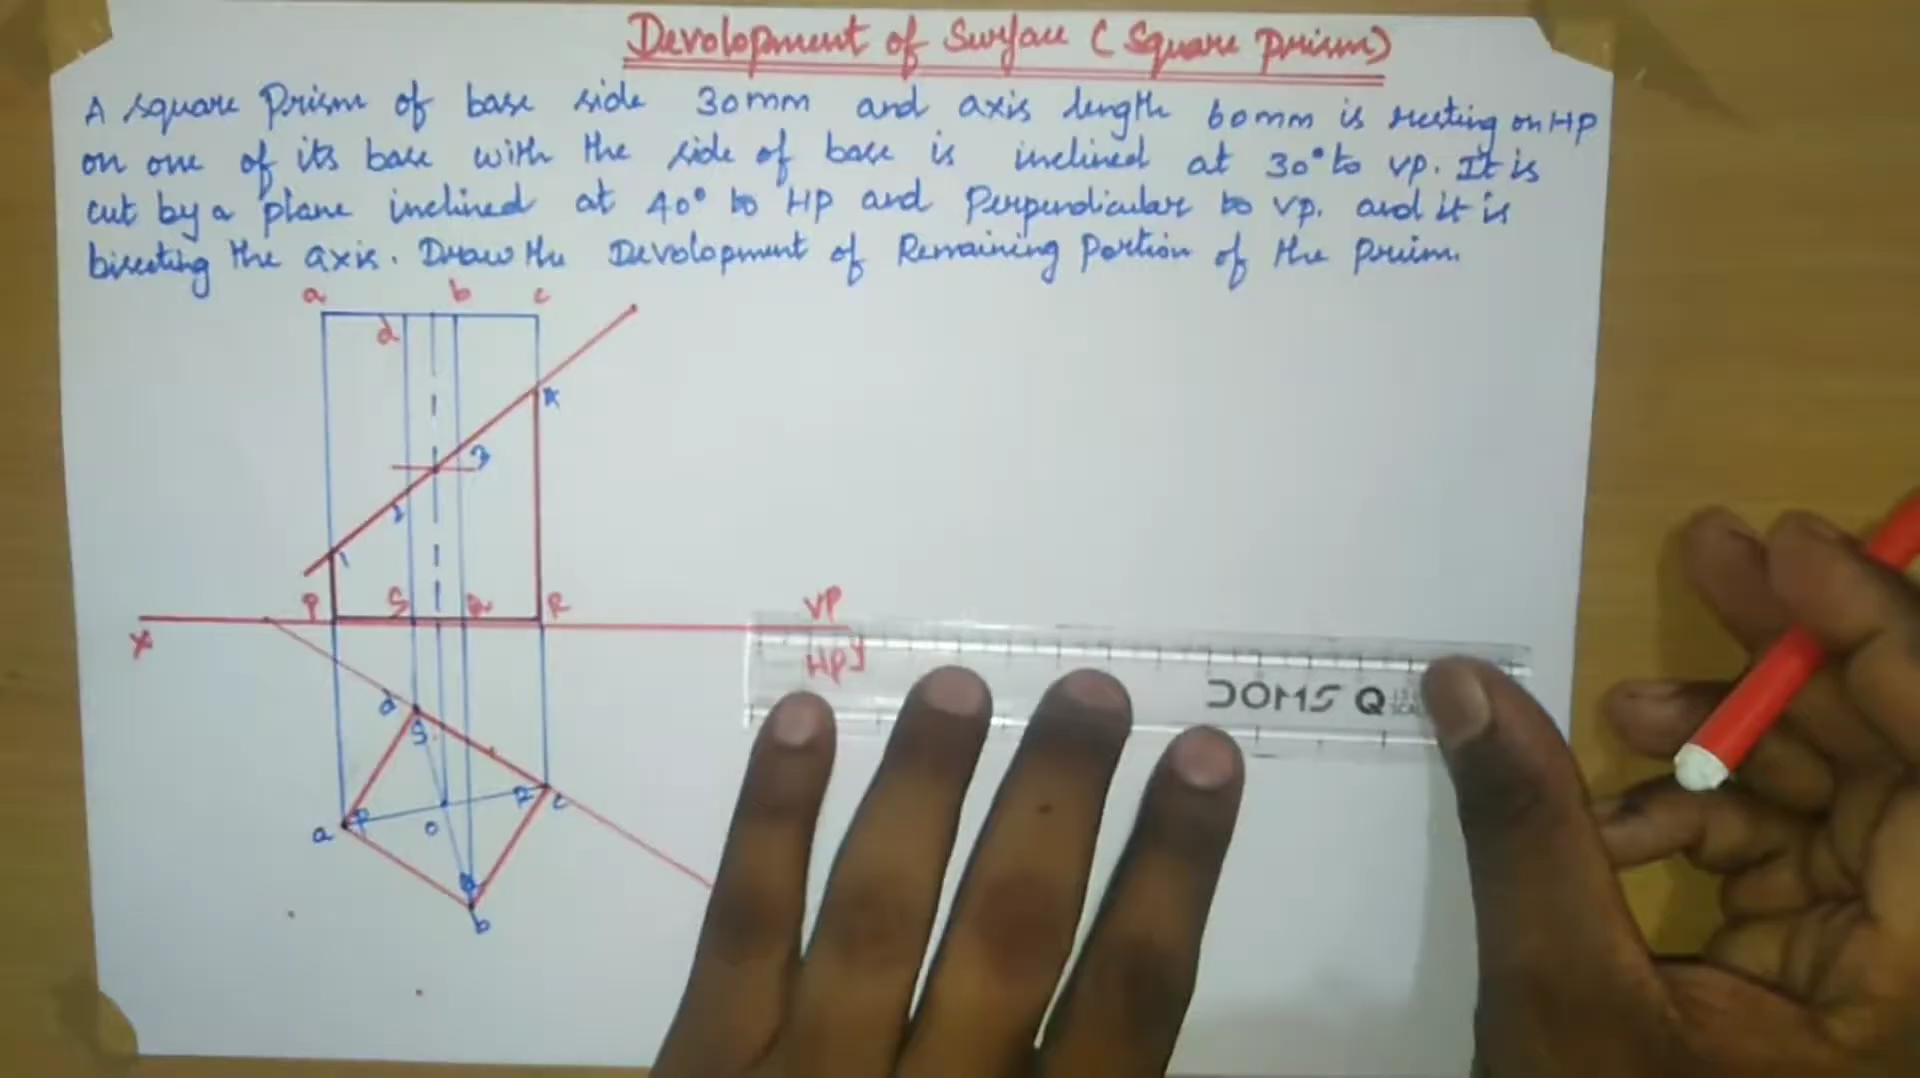 Devolopment of Surface (Square prism)
A square Prism of base side 30mm and axis length 60mm is resting on HP
on one of its base with the side of base is inclined at 30° to VP. It is
cut by a plane inclined at 40° to HP and Perpendicular to VP. and it is
bisecting the axis. Draw the Devolopment of Remaining Portion of the Prism.
a b c
d
3
2
1
P S Q R
VP
X
HP Y
DOMS Q
d
S
R c
a P
o
b